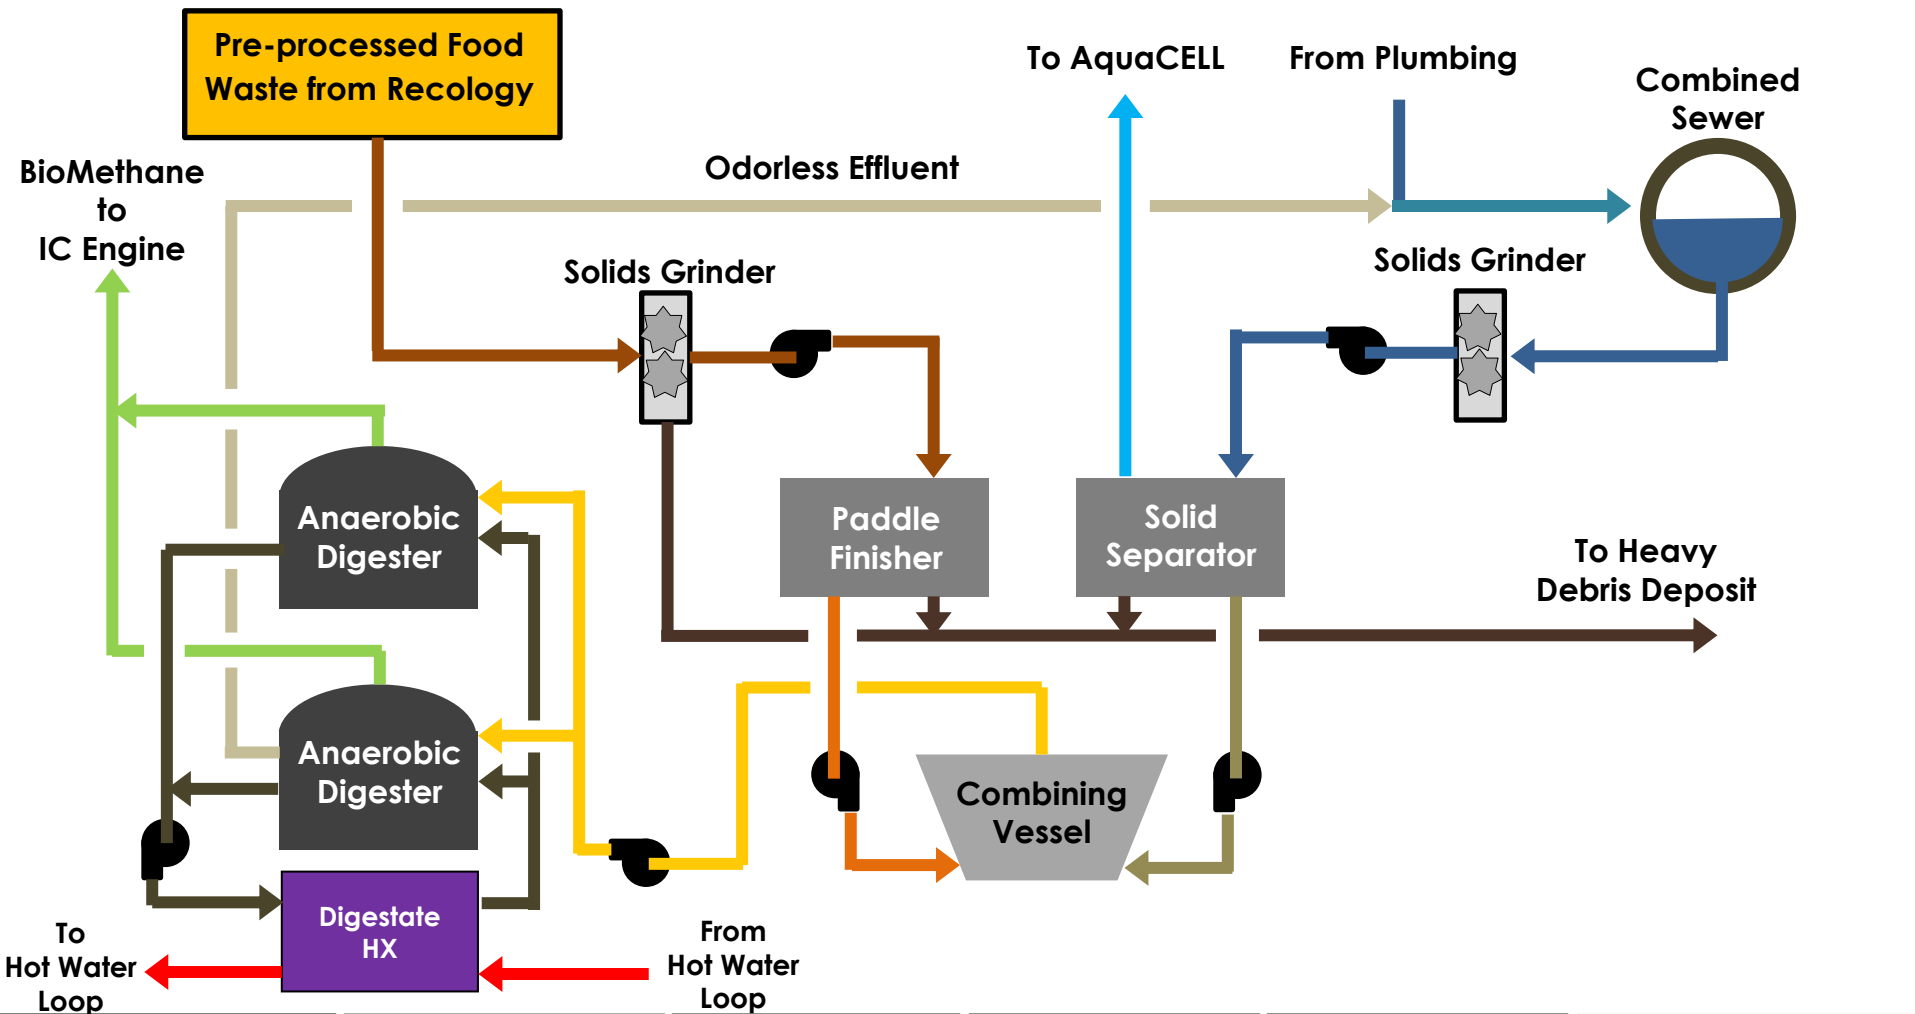 Pre-processed Food
Waste from Recology
To AquaCELL
From Plumbing
Combined
Sewer
BioMethane
to
IC Engine
Odorless Effluent
Solids Grinder
Solids Grinder
Anaerobic
Digester
Paddle
Finisher
Solid
Separator
To Heavy
Debris Deposit
Anaerobic
Digester
Combining
Vessel
Digestate
HX
To
Hot Water
Loop
From
Hot Water
Loop